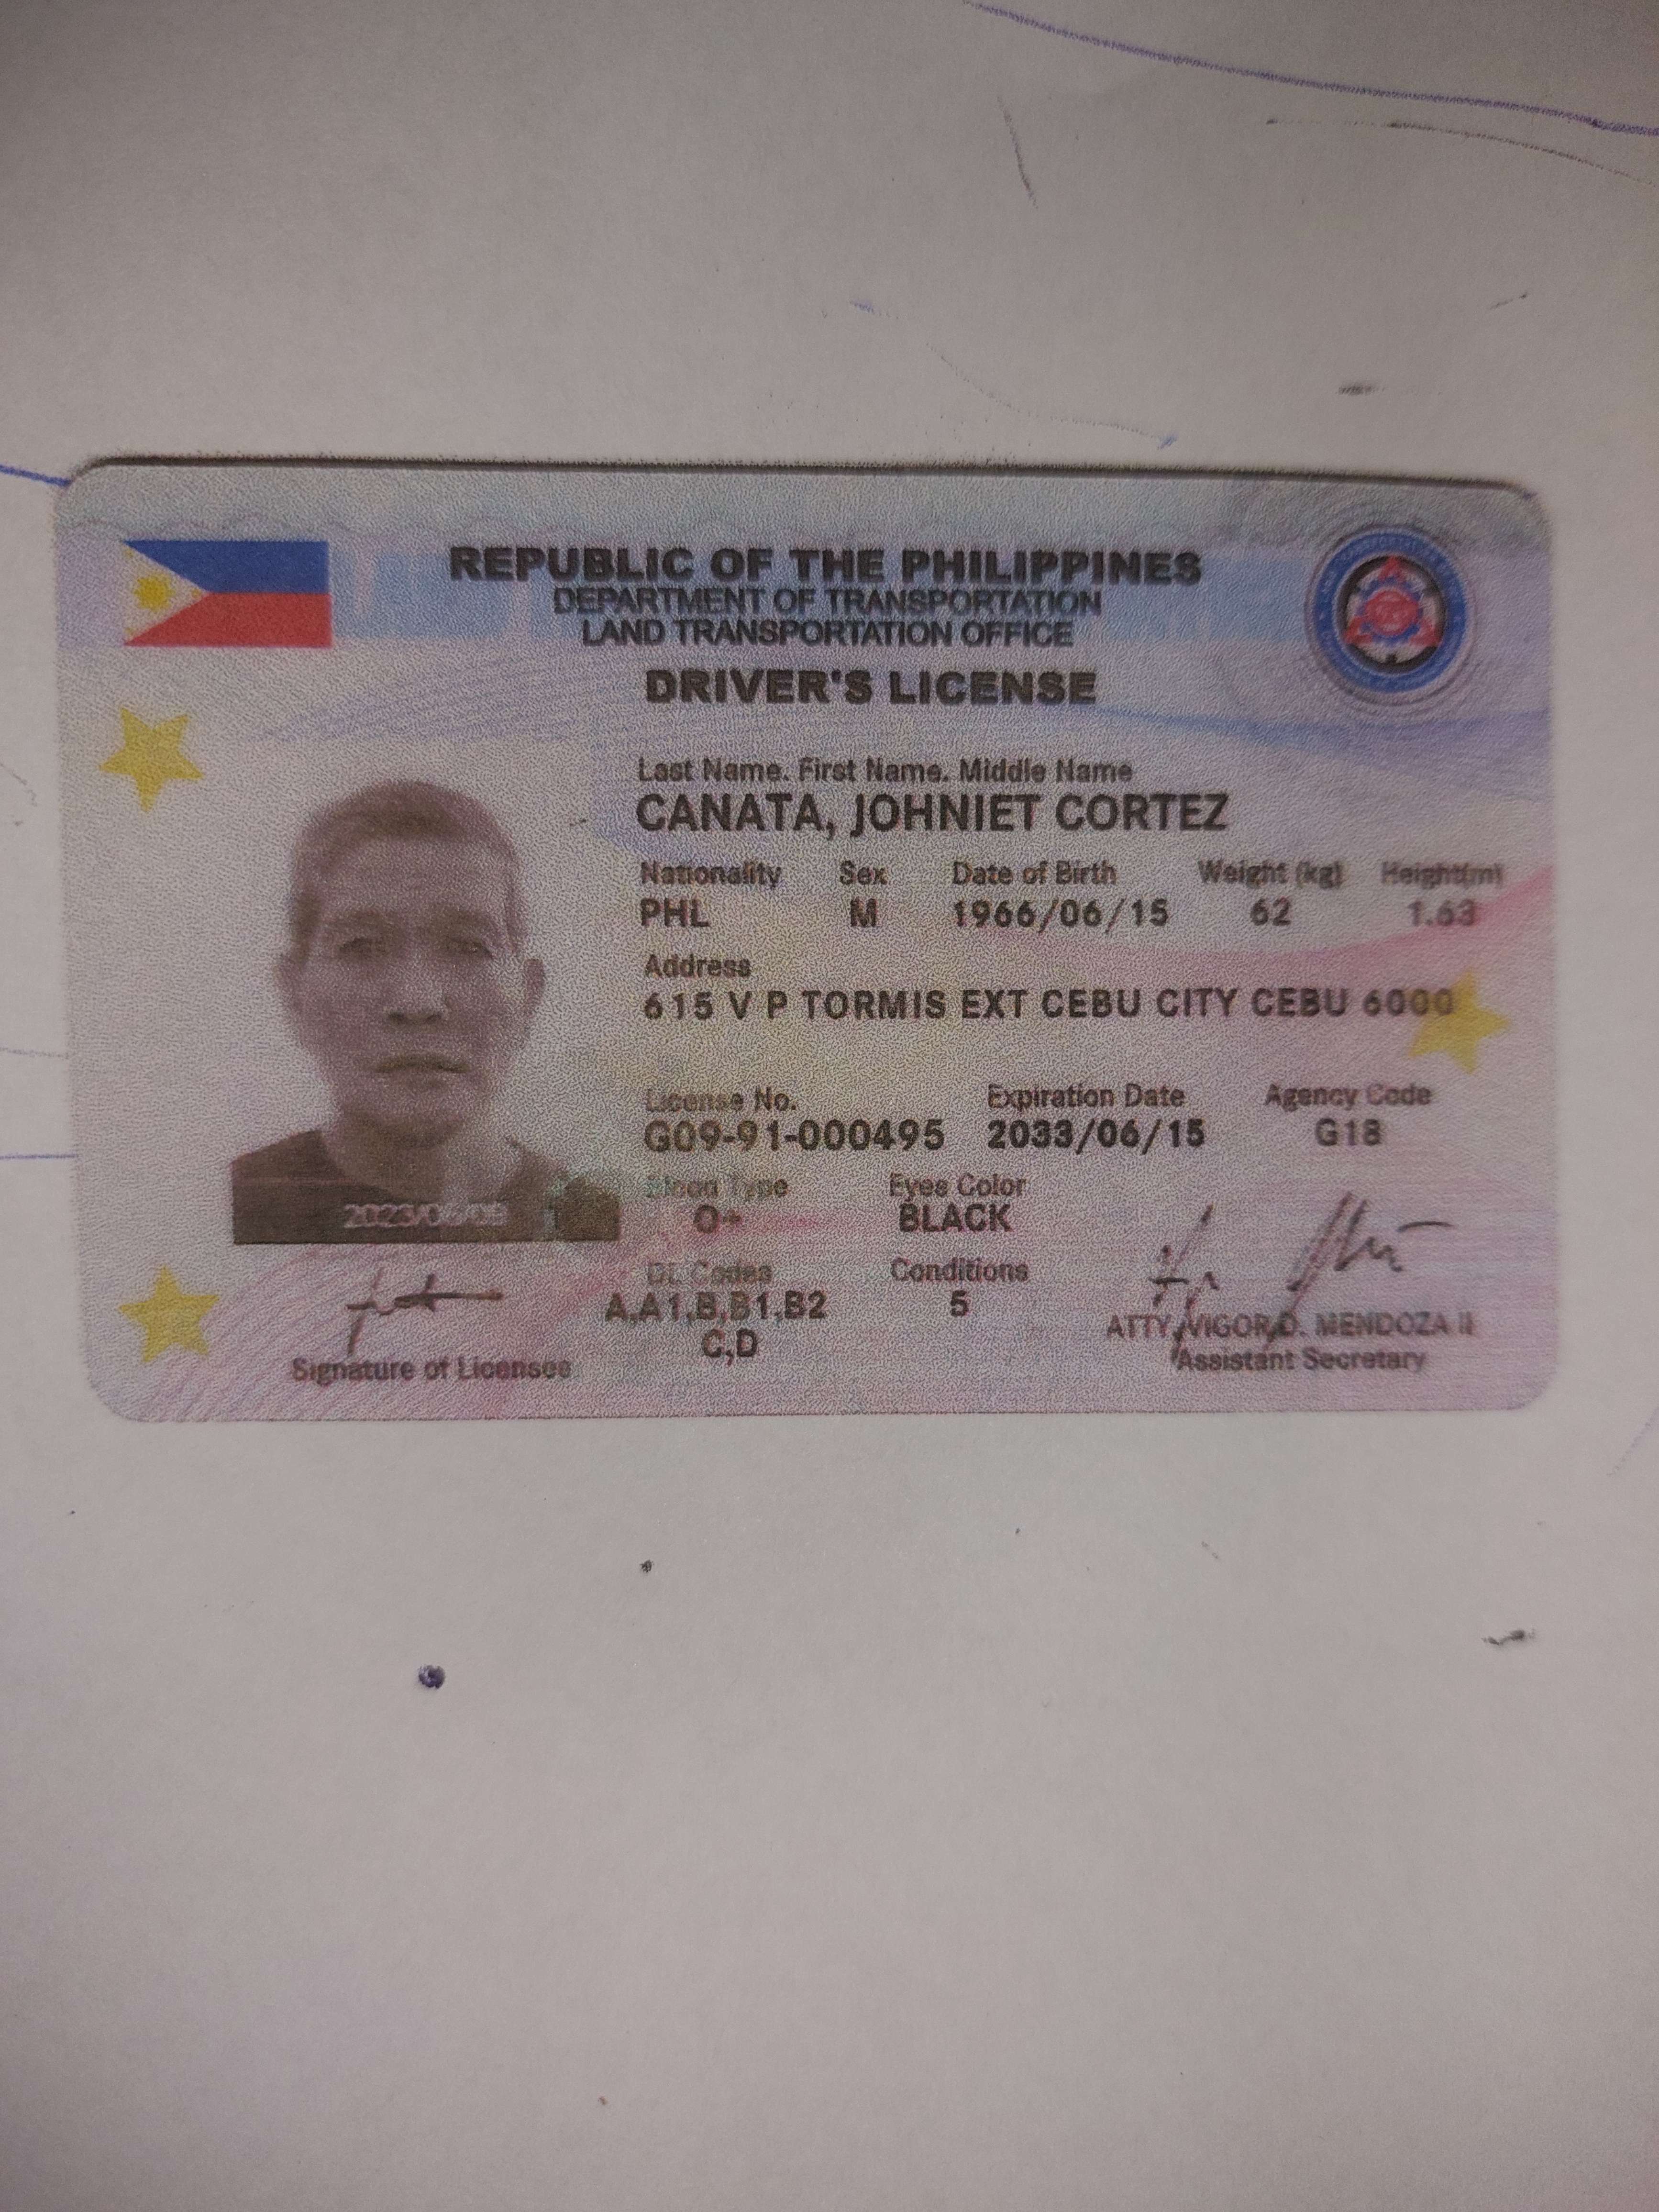 REPUBLIC OF THE PHILIPPINES
DEPARTMENT OF TRANSPORTATION
LAND TRANSPORTATION OFFICE
DRIVER'S LICENSE
Last Name. First Name. Middle Name
CANATA, JOHNIET CORTEZ
Nationality Sex Date of Birth Weight (kg) Height(m)
PHL M 1966/06/15 62 1.63
Address
615 V P TORMIS EXT CEBU CITY CEBU 6000
License No. Expiration Date Agency Code
G09-91-000495 2033/06/15 G18
Blood Type Eyes Color
O+ BLACK
DL Codes Conditions
A,A1,B,B1,B2 5
C,D
ATTY. VIGOR D. MENDOZA II
Signature of Licensee Assistant Secretary